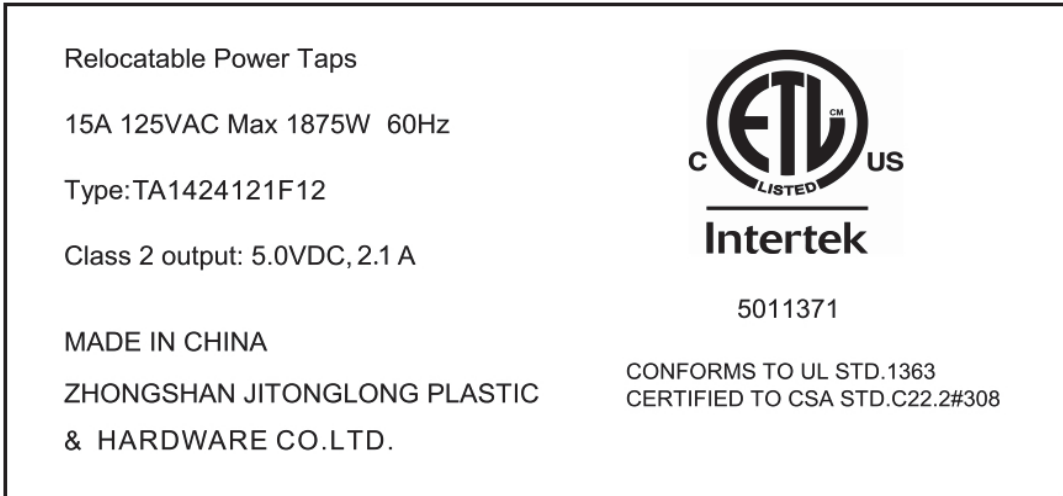 Relocatable Power Taps
15A 125VAC Max 1875W 60Hz
Type:TA1424121F12
Class 2 output: 5.0VDC, 2.1 A
MADE IN CHINA
ZHONGSHAN JITONGLONG PLASTIC
& HARDWARE CO.LTD.
ETL CM
C US
LISTED
Intertek
5011371
CONFORMS TO UL STD.1363
CERTIFIED TO CSA STD.C22.2#308